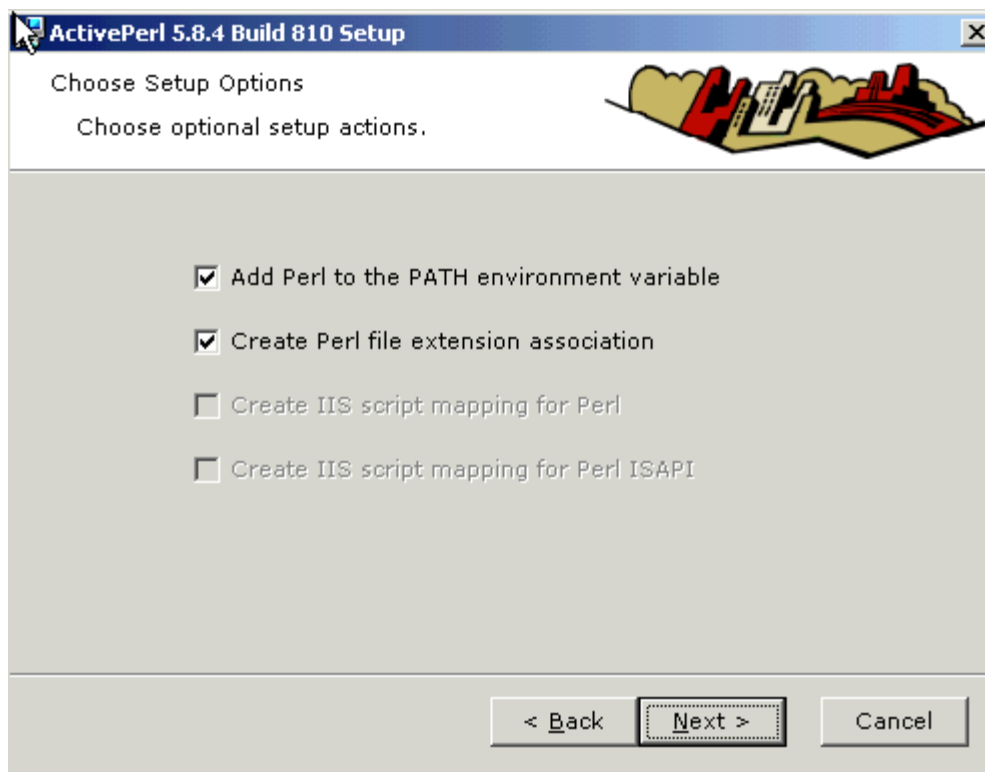 ActivePerl 5.8.4 Build 810 Setup
Choose Setup Options
Choose optional setup actions.
Add Perl to the PATH environment variable
Create Perl file extension association
Create IIS script mapping for Perl
Create IIS script mapping for Perl ISAPI
< Back Next > Cancel